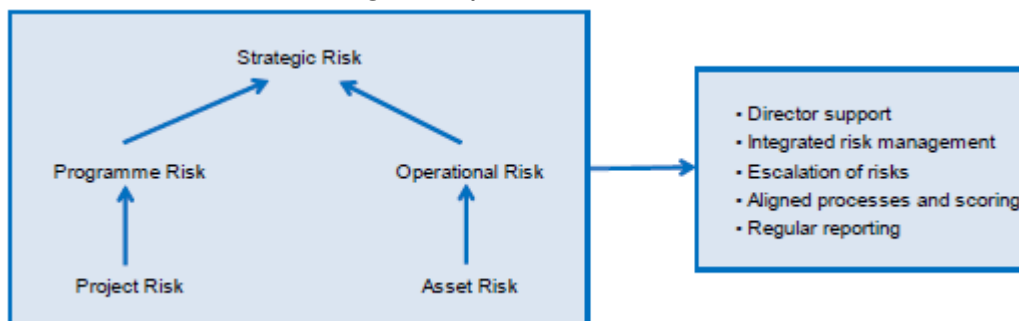 Strategic Risk
Programme Risk
Operational Risk
Project Risk
Asset Risk
▪ Director support
▪ Integrated risk management
▪ Escalation of risks
▪ Aligned processes and scoring
▪ Regular reporting